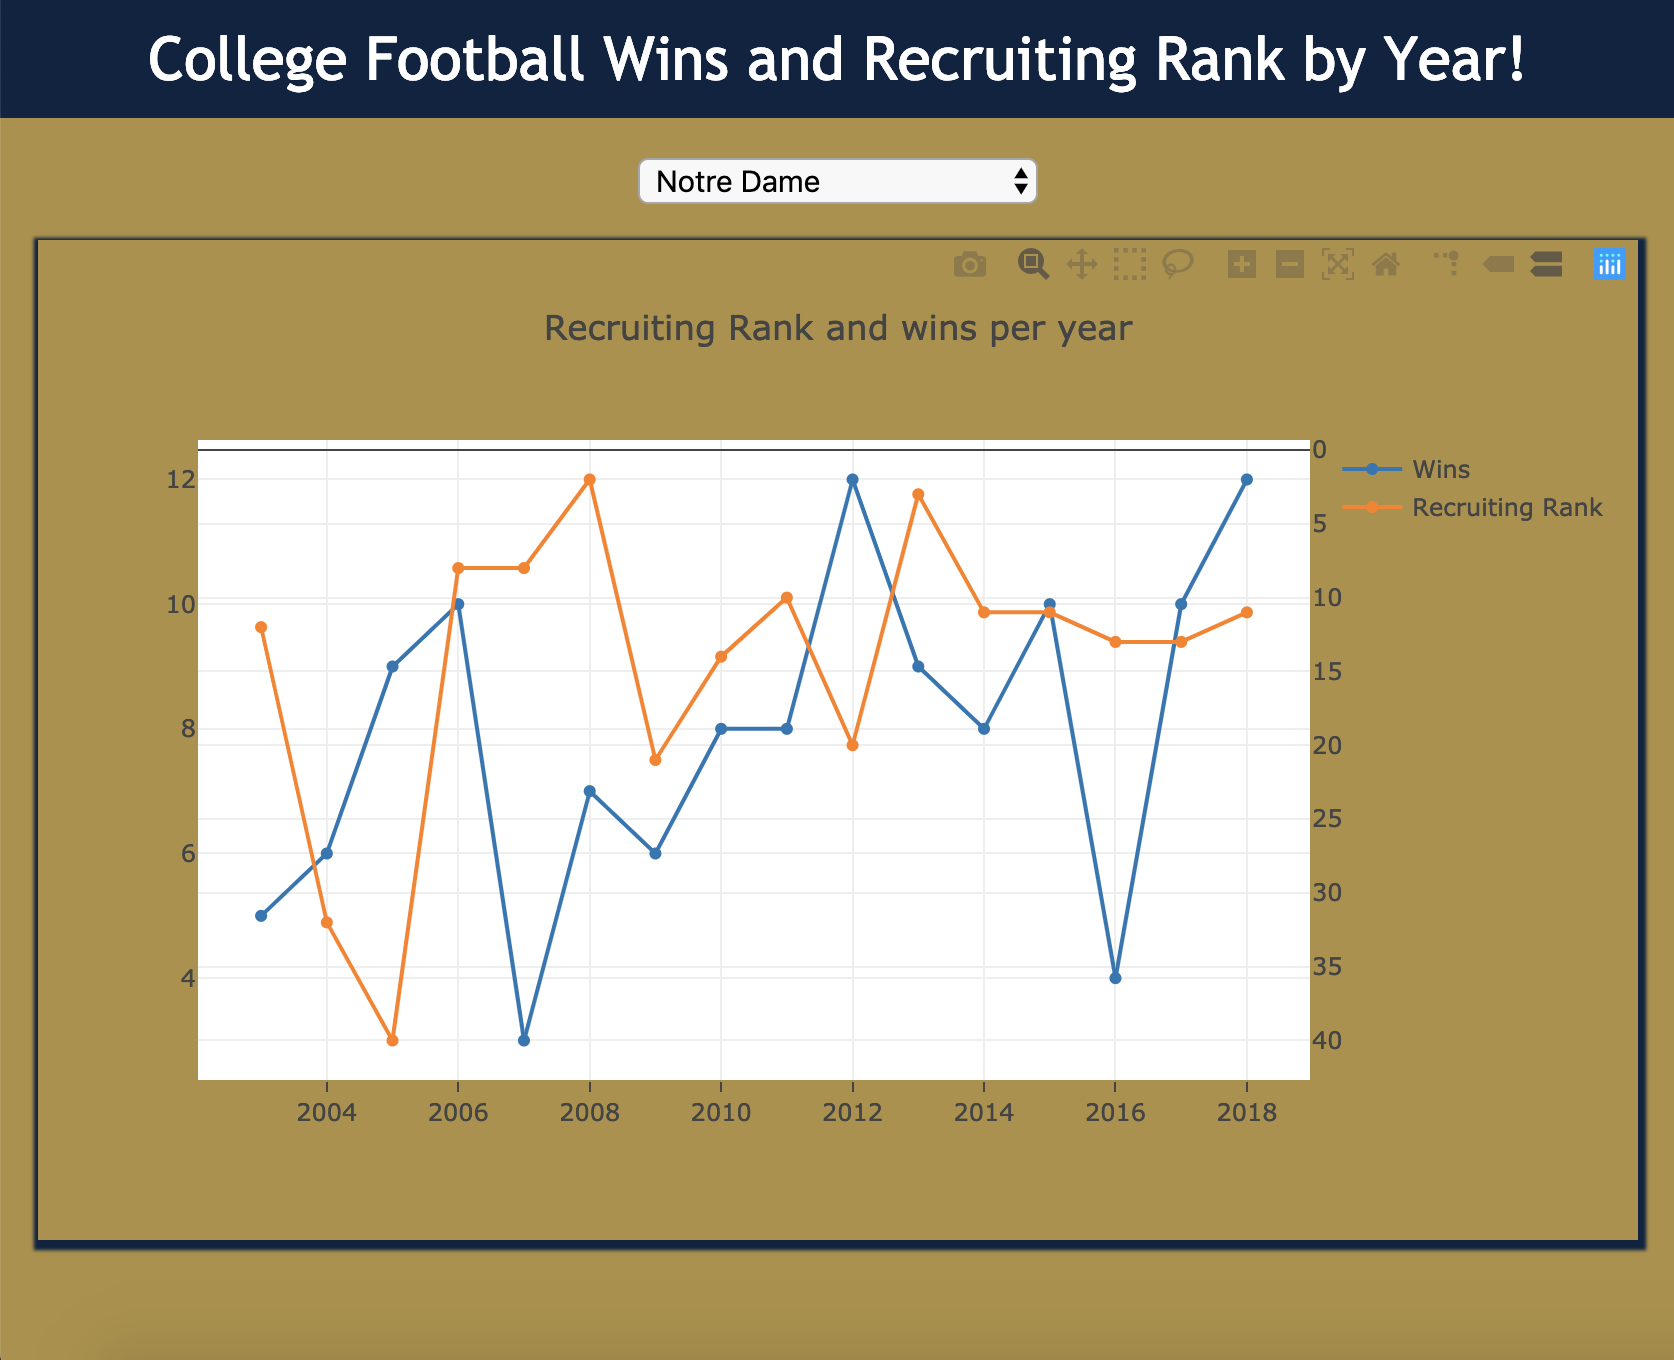 College Football Wins and Recruiting Rank by Year!
Notre Dame
Recruiting Rank and wins per year
12
10
8
6
4
0
5
10
15
20
25
30
35
40
Wins
Recruiting Rank
2004 2006 2008 2010 2012 2014 2016 2018